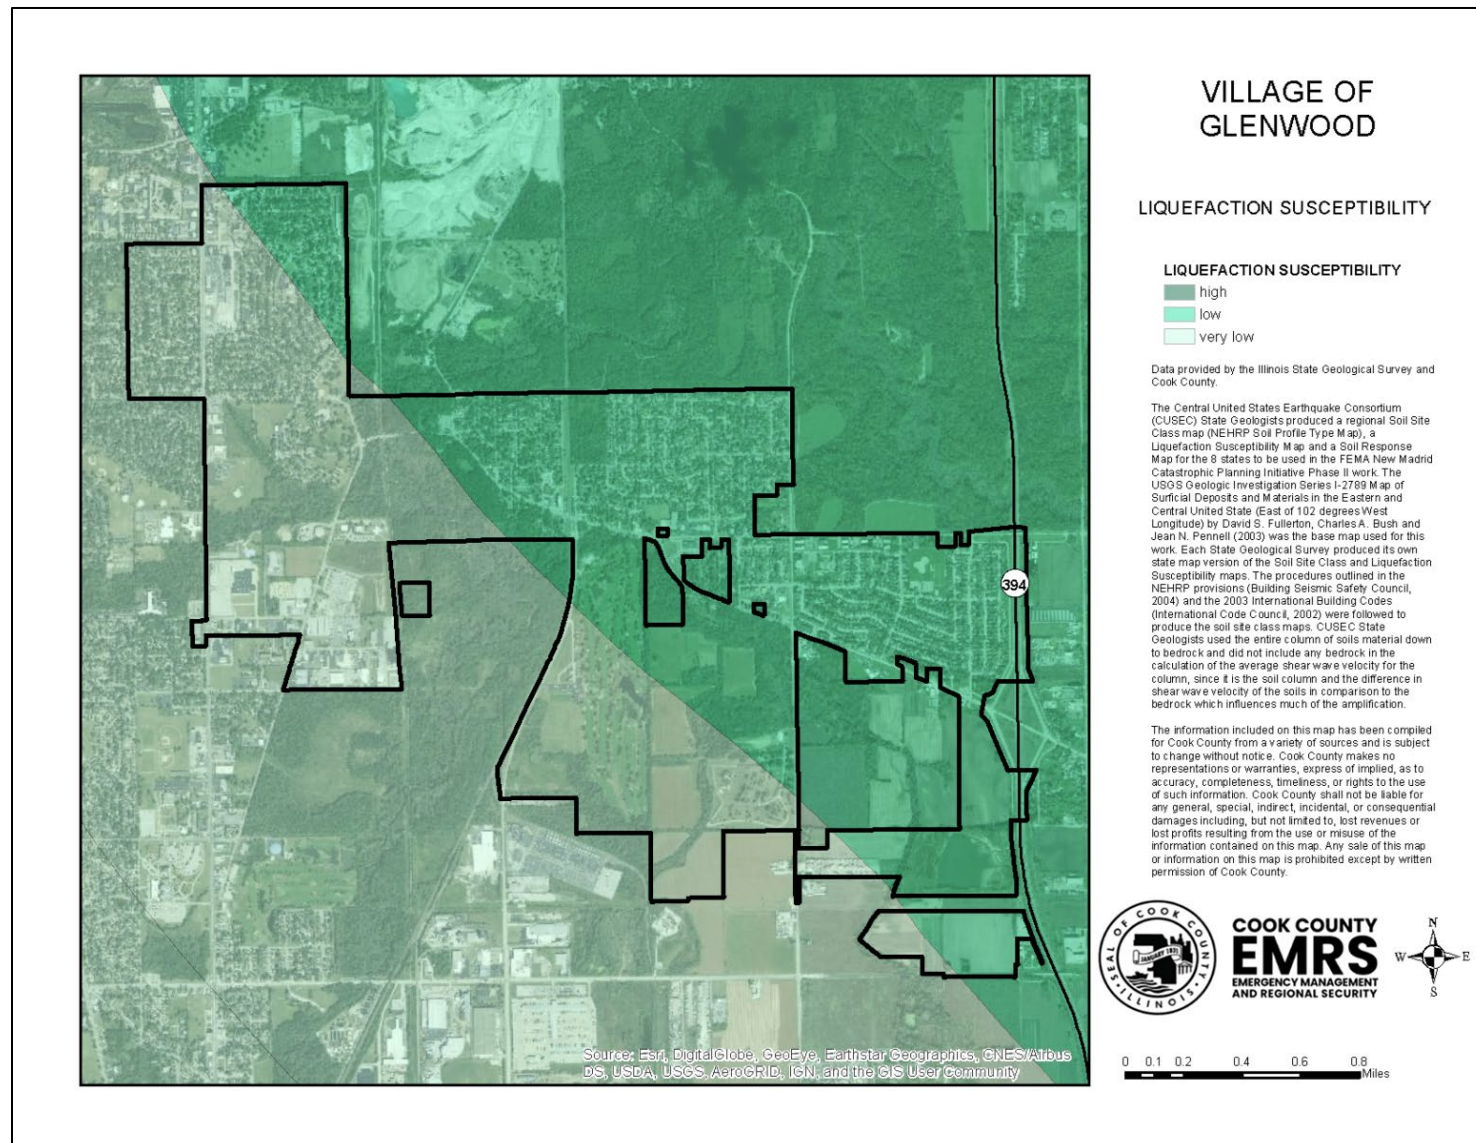 VILLAGE OF
GLENWOOD
LIQUEFACTION SUSCEPTIBILITY
LIQUEFACTION SUSCEPTIBILITY
high
low
very low
Data provided by the Illinois State Geological Survey and
Cook County.
The Central United States Earthquake Consortium
(CUSEC) State Geologists produced a regional Soil Site
Class map (NEHRP Soil Profile Type Map), a
Liquefaction Susceptibility Map and a Soil Response
Map for the 8 states to be used in the FEMA New Madrid
Catastrophic Planning Initiative Phase II work. The
USGS Geologic Investigation Series I-2789 Map of
Surficial Deposits and Materials in the Eastern and
Central United State (East of 102 degrees West
Longitude) by David S. Fullerton, Charles A. Bush and
Jean N. Pennell (2003) was the base map used for this
work. Each State Geological Survey produced its own
state map version of the Soil Site Class and Liquefaction
Susceptibility maps. The procedures outlined in the
NEHRP provisions (Building Seismic Safety Council,
2004) and the 2003 International Building Codes
(International Code Council, 2002) were followed to
produce the soil site class maps. CUSEC State
Geologists used the entire column of soils material down
to bedrock and did not include any bedrock in the
calculation of the average shear wave velocity for the
column, since it is the soil column and the difference in
shear wave velocity of the soils in comparison to the
bedrock which influences much of the amplification.
The information included on this map has been compiled
for Cook County from a variety of sources and is subject
to change without notice. Cook County makes no
representations or warranties, express of implied, as to
accuracy, completeness, timeliness, or rights to the use
of such information. Cook County shall not be liable for
any general, special, indirect, incidental, or consequential
damages including, but not limited to, lost revenues or
lost profits resulting from the use or misuse of the
information contained on this map. Any sale of this map
or information on this map is prohibited except by written
permission of Cook County.
394
SEAL OF COOK COUNTY
JANUARY 1831
ILLINOIS
COOK COUNTY
EMRS
EMERGENCY MANAGEMENT
AND REGIONAL SECURITY
N
W E
S
Source: Esri, DigitalGlobe, GeoEye, Earthstar Geographics, CNES/Airbus
DS, USDA, USGS, AeroGRID, IGN, and the GIS User Community
0 0.1 0.2 0.4 0.6 0.8
Miles